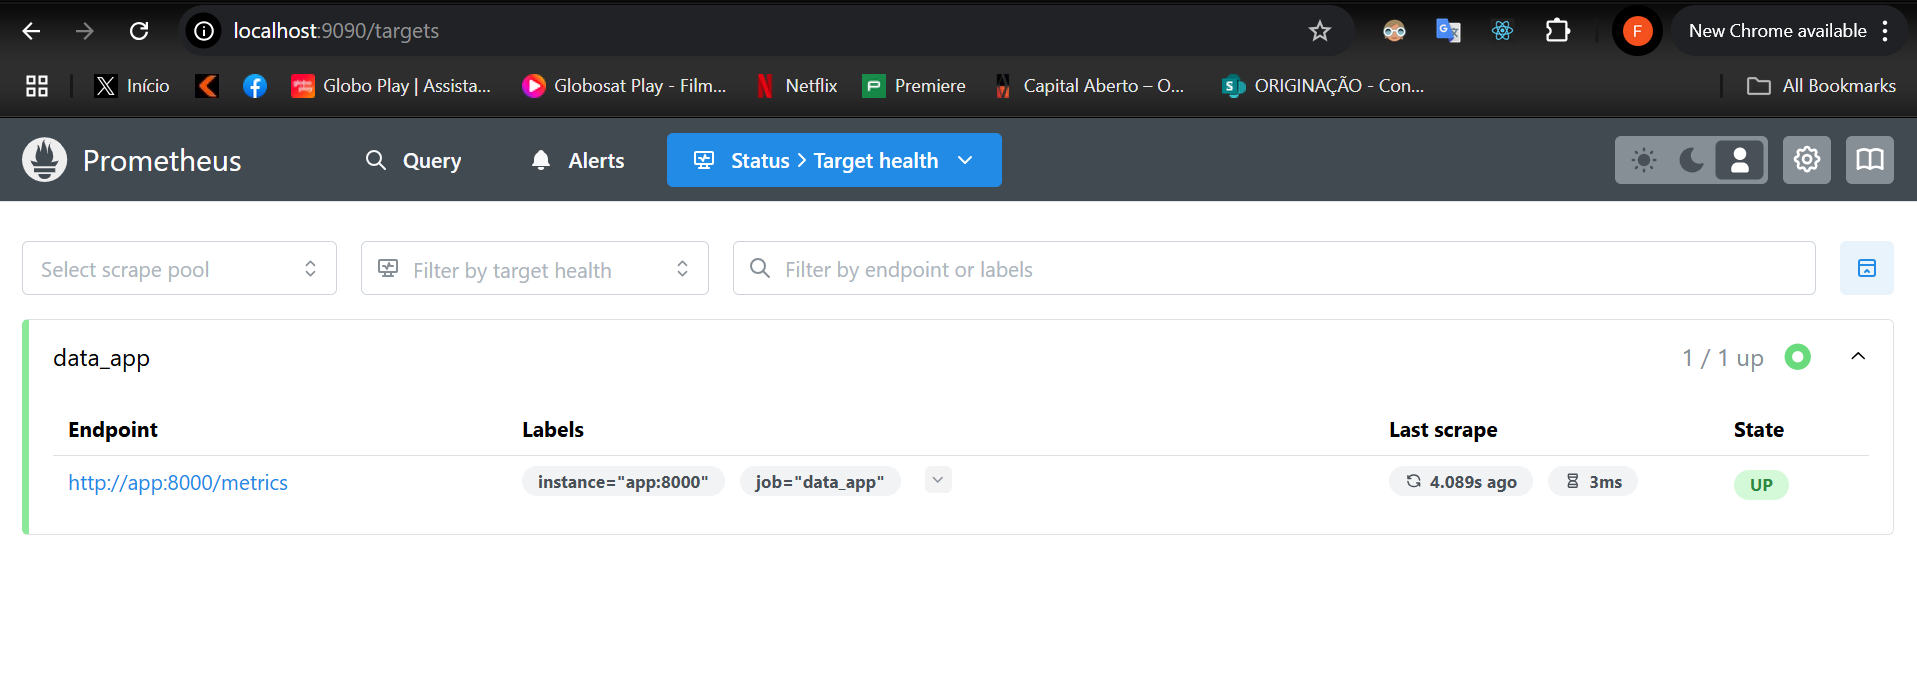 localhost:9090/targets
F
New Chrome available
Início
Globo Play | Assista...
Globosat Play - Film...
Netflix
Premiere
Capital Aberto – O...
ORIGINAÇÃO - Con...
All Bookmarks
Prometheus
Query
Alerts
Status > Target health
Select scrape pool
Filter by target health
Filter by endpoint or labels
data_app
1 / 1 up
Endpoint Labels Last scrape State
http://app:8000/metrics instance="app:8000" job="data_app" 4.089s ago 3ms UP